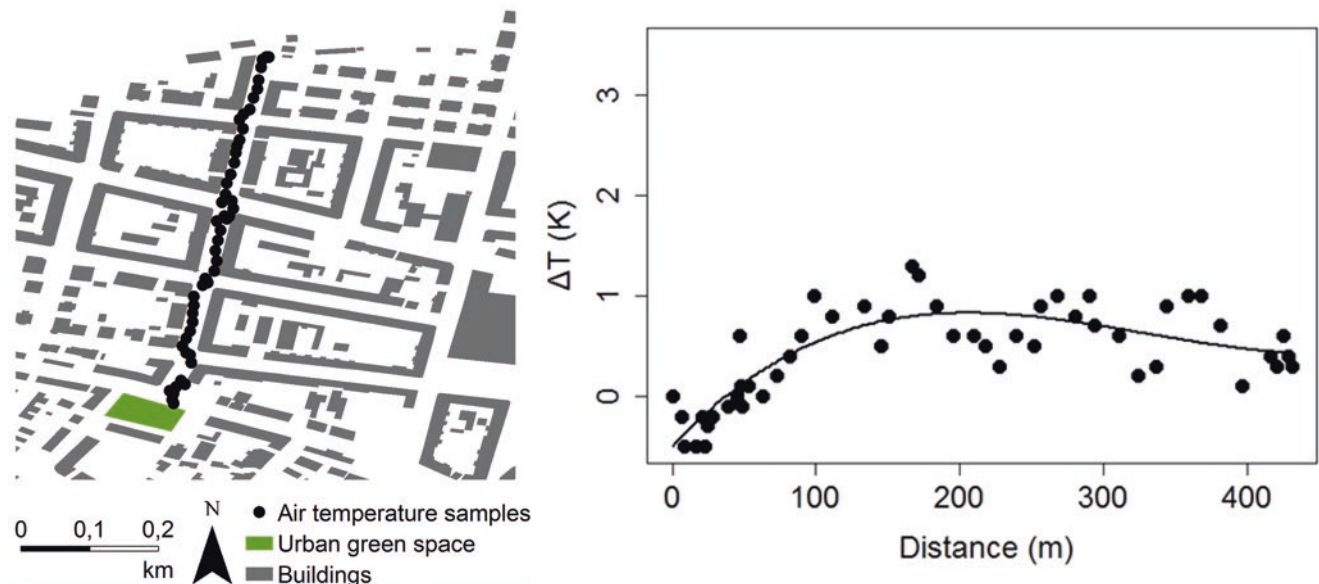 0 0,1 0,2
km
N
Air temperature samples
Urban green space
Buildings
ΔT (K)
3
2
1
0
0 100 200 300 400
Distance (m)